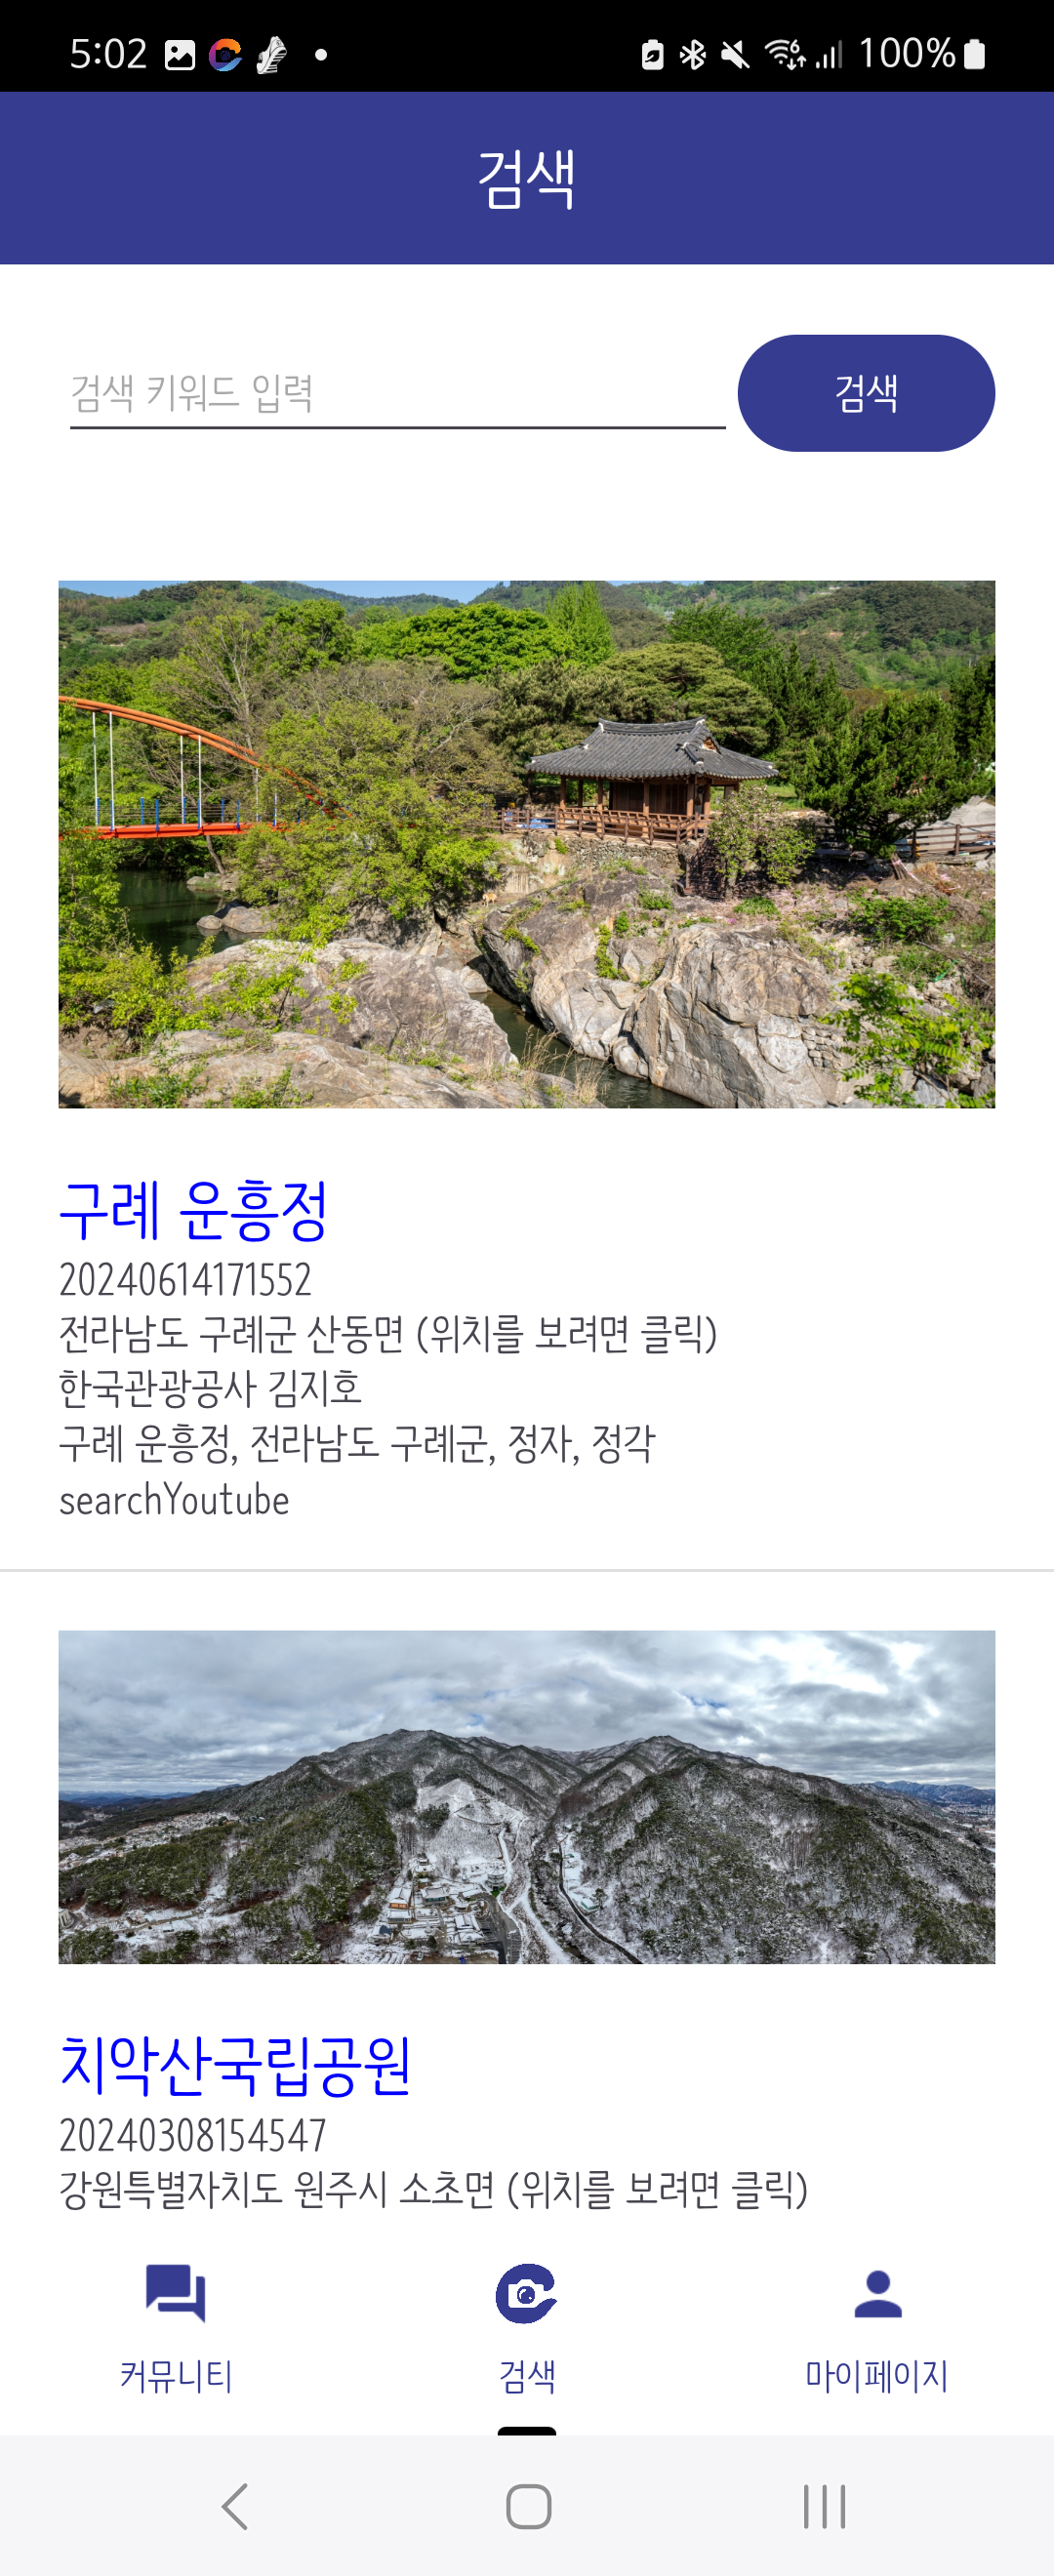 5:02
100%
검색
검색 키워드 입력
검색
구례 운흥정
20240614171552
전라남도 구례군 산동면 (위치를 보려면 클릭)
한국관광공사 김지호
구례 운흥정, 전라남도 구례군, 정자, 정각
searchYoutube
치악산국립공원
20240308154547
강원특별자치도 원주시 소초면 (위치를 보려면 클릭)
커뮤니티
검색
마이페이지